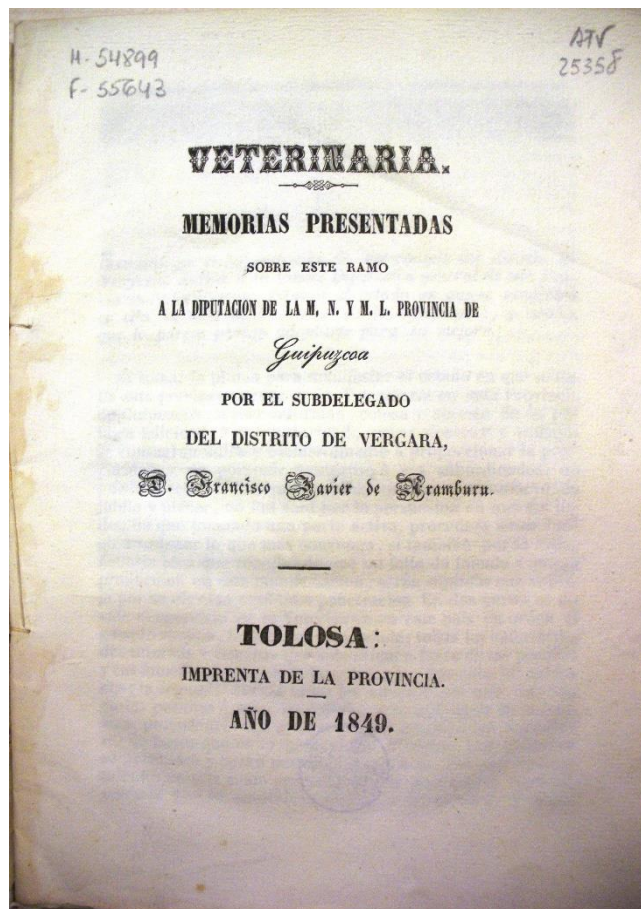 M-54899
F-55643
ATV
25358
VETERINARIA.
MEMORIAS PRESENTADAS
SOBRE ESTE RAMO
A LA DIPUTACION DE LA M, N. Y M. L. PROVINCIA DE
Guipuzcoa
POR EL SUBDELEGADO
DEL DISTRITO DE VERGARA,
D. Francisco Javier de Aramburu.
TOLOSA:
IMPRENTA DE LA PROVINCIA.
AÑO DE 1849.